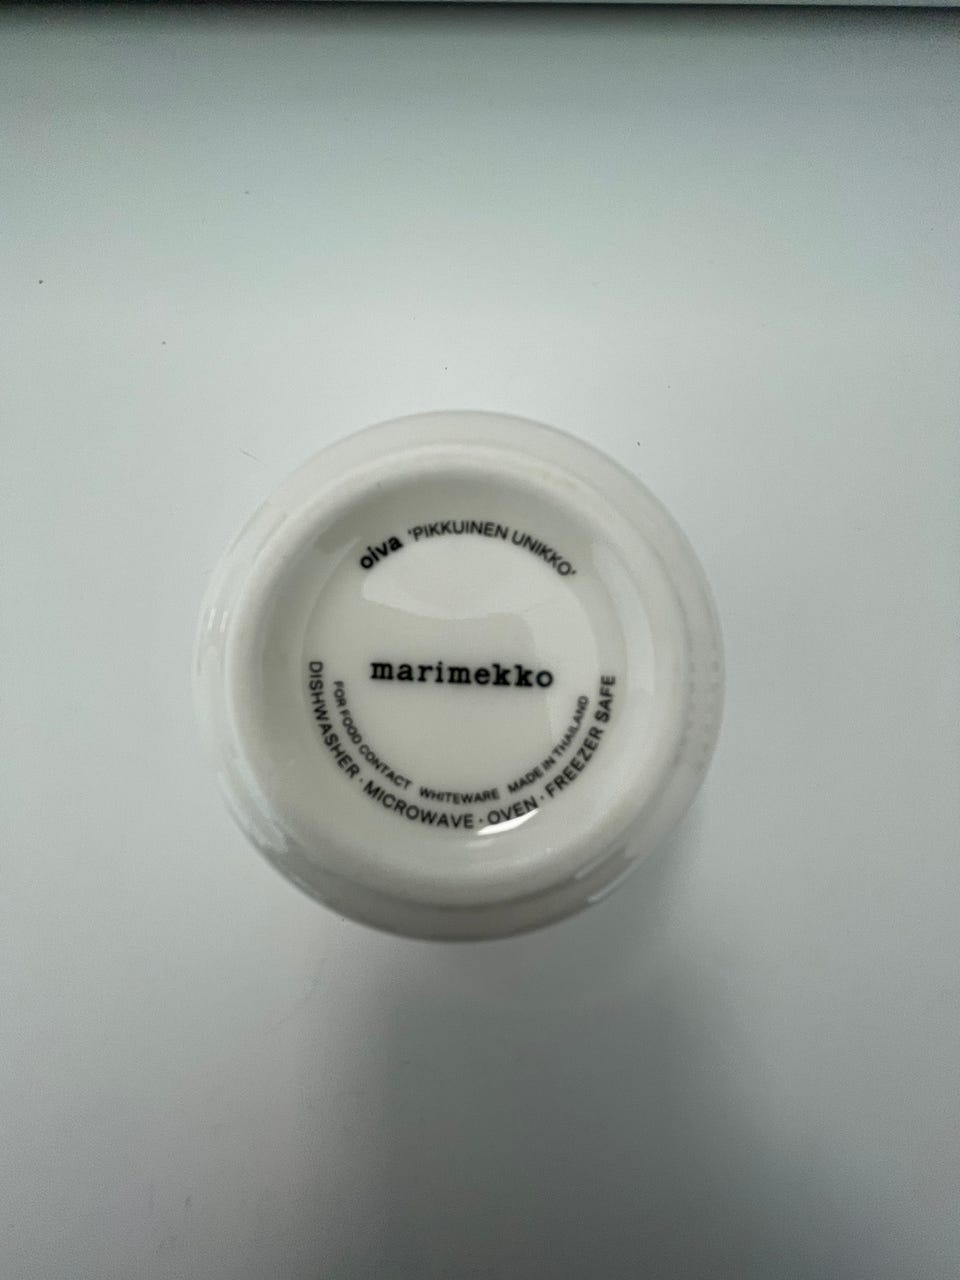 oiva 'PIKKUINEN UNIKKO'
marimekko
FOR FOOD CONTACT WHITEWARE MADE IN THAILAND
DISHWASHER · MICROWAVE · OVEN · FREEZER SAFE